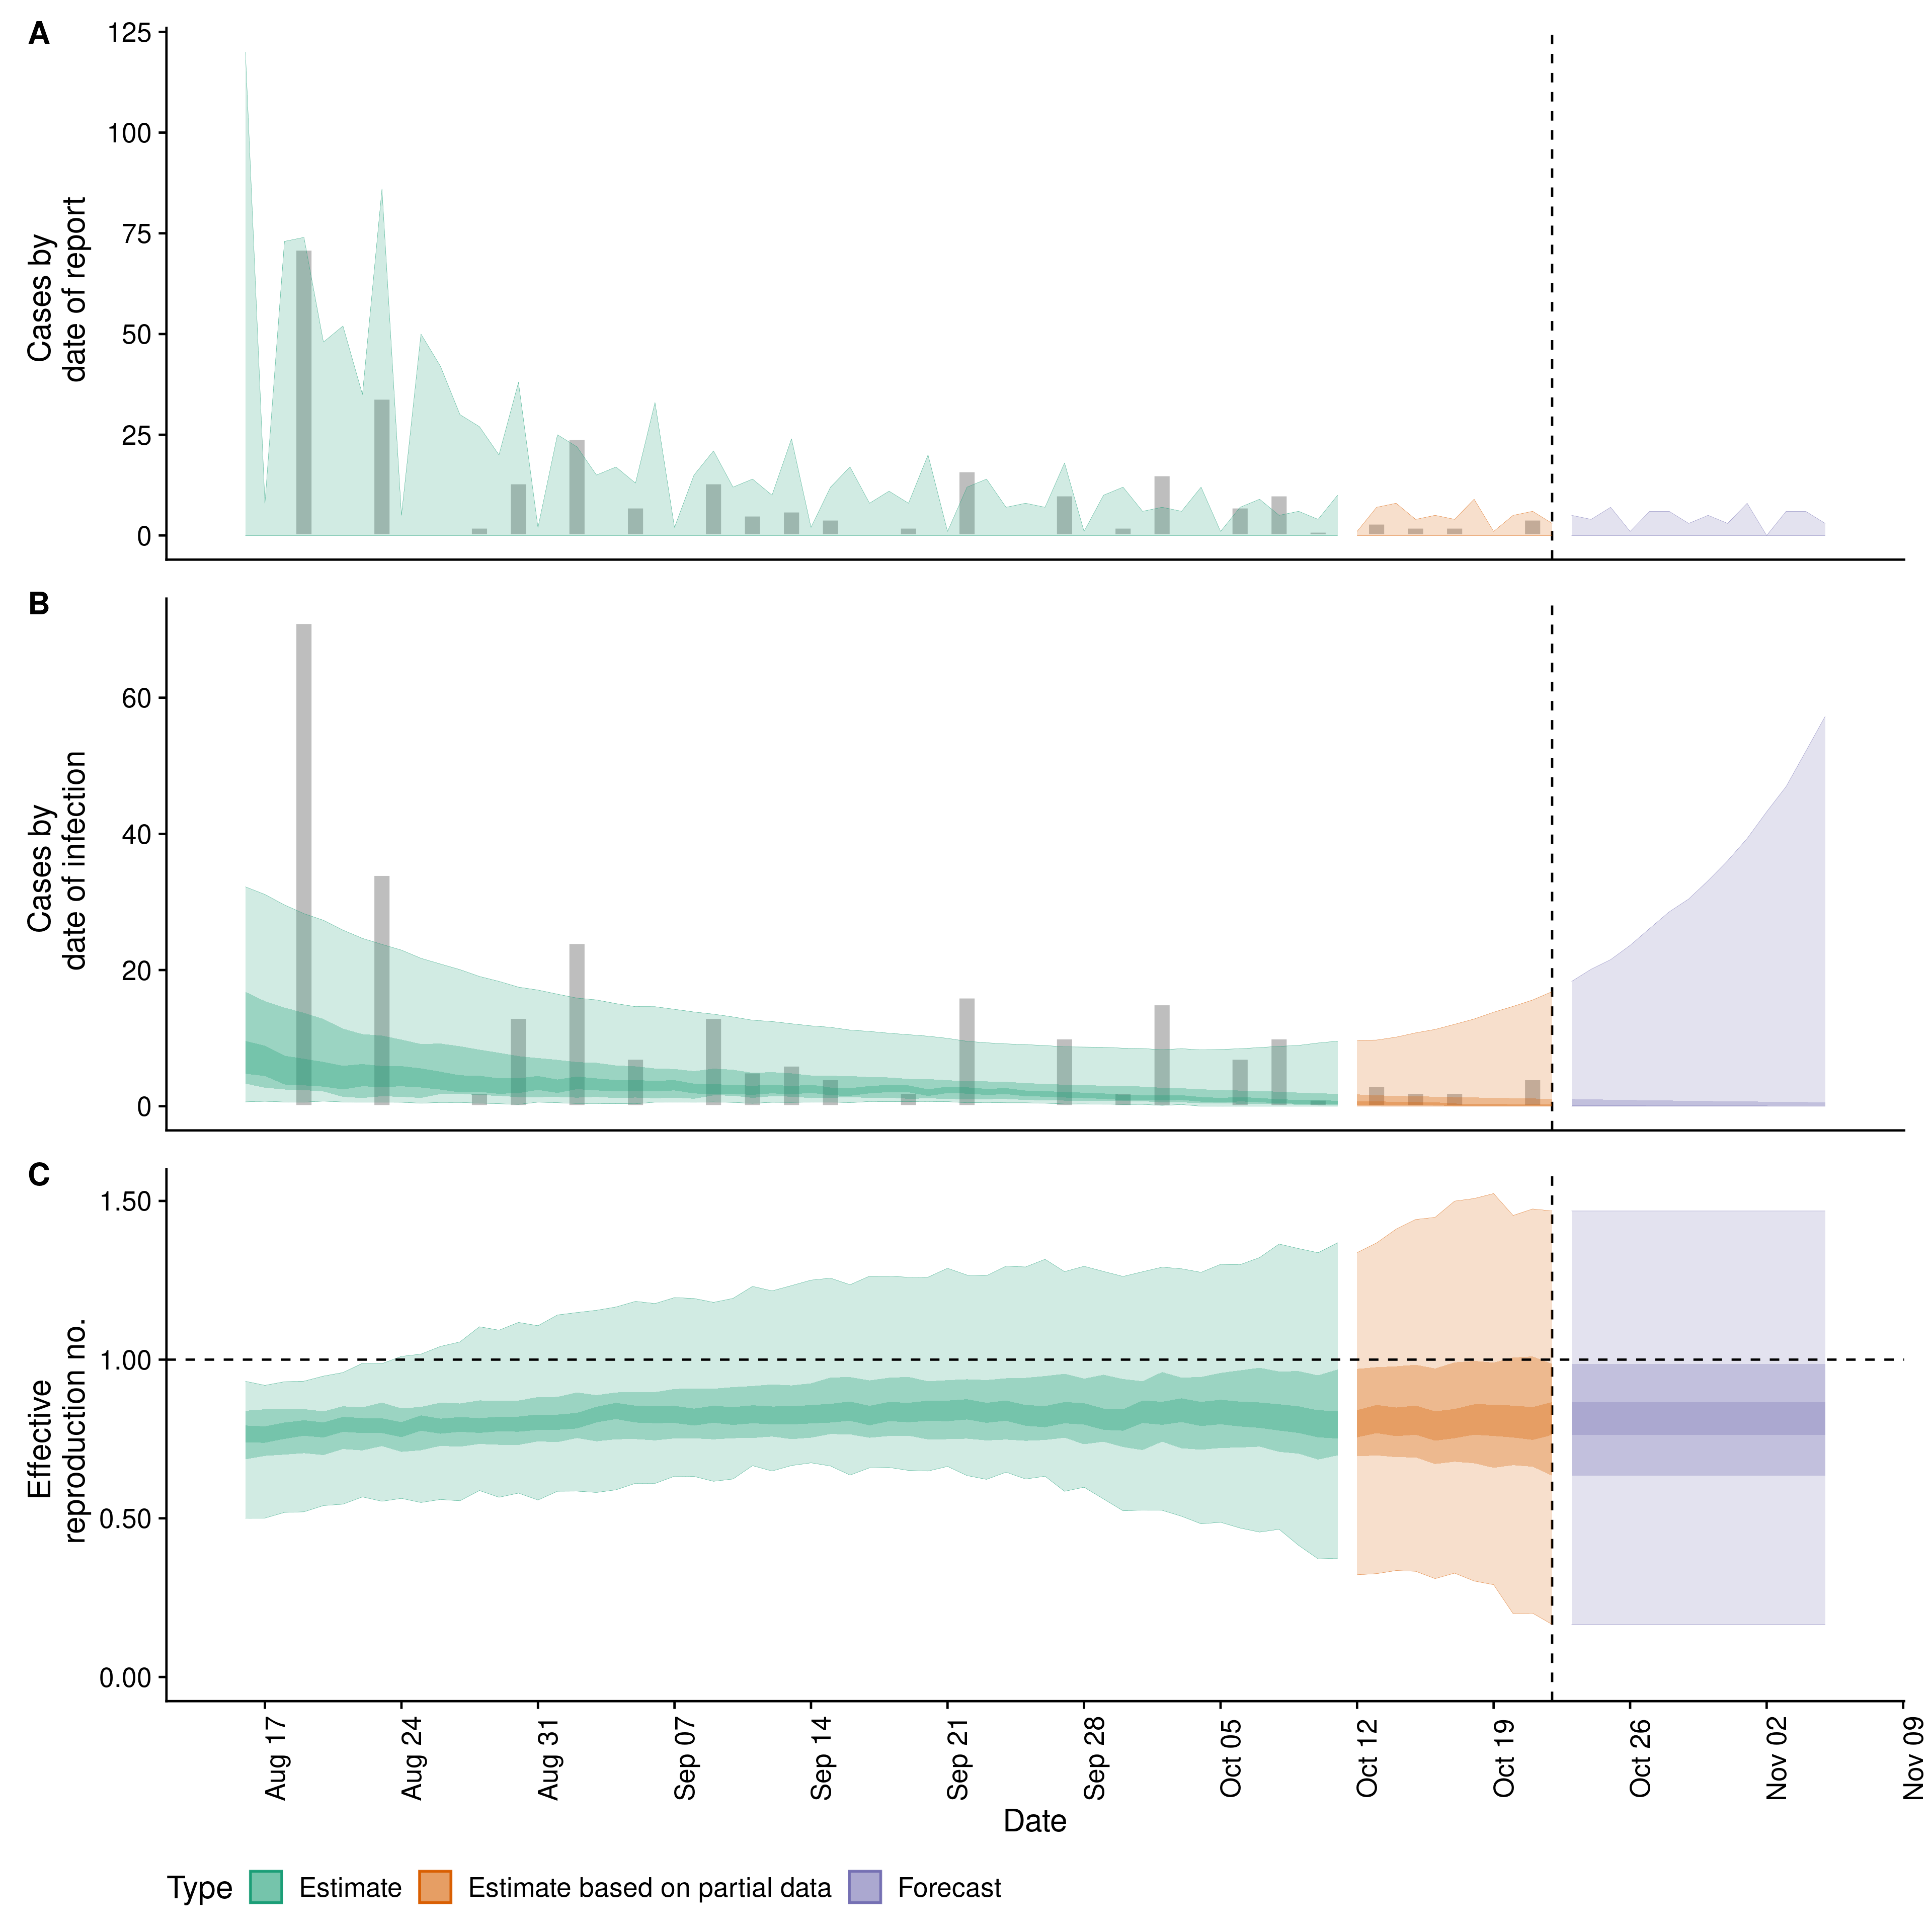 A
Cases by
date of report
125
100
75
50
25
0
B
Cases by
date of infection
60
40
20
0
C
Effective
reproduction no.
1.50
1.00
0.50
0.00
Aug 17
Aug 24
Aug 31
Sep 07
Sep 14
Sep 21
Sep 28
Oct 05
Oct 12
Oct 19
Oct 26
Nov 02
Nov 09
Date
Type Estimate Estimate based on partial data Forecast